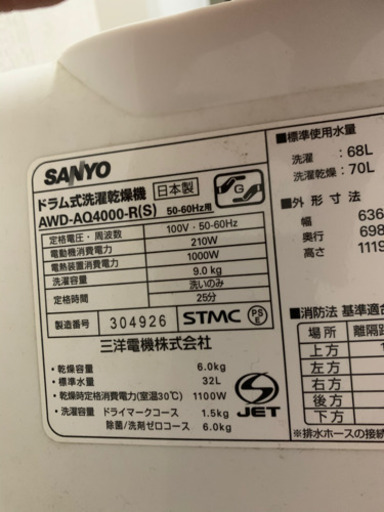 SANYO
ドラム式洗濯乾燥機 日本製
AWD-AQ4000-R(S) 50-60Hz用
G
定格電圧・周波数 100V・50-60Hz
電動機消費電力 210W
電熱装置消費電力 1000W
洗濯容量 9.0kg
定格時間 洗いのみ 25分
製造番号 304926 STMC PSE
三洋電機株式会社
・乾燥容量 6.0kg
・標準水量 32L
・乾燥時定格消費電力(室温30℃) 1100W
・洗濯容量 ドライマークコース 1.5kg
除菌/洗剤ゼロコース 6.0kg
JET
■標準使用水量
洗濯 :68L
洗濯乾燥:70L
■外形寸法
幅 636
奥行 698
高さ 1119
■消防法 基準適合
場所 離隔距
上方 1
左方
右方
後方
下方
※排水ホースの接続